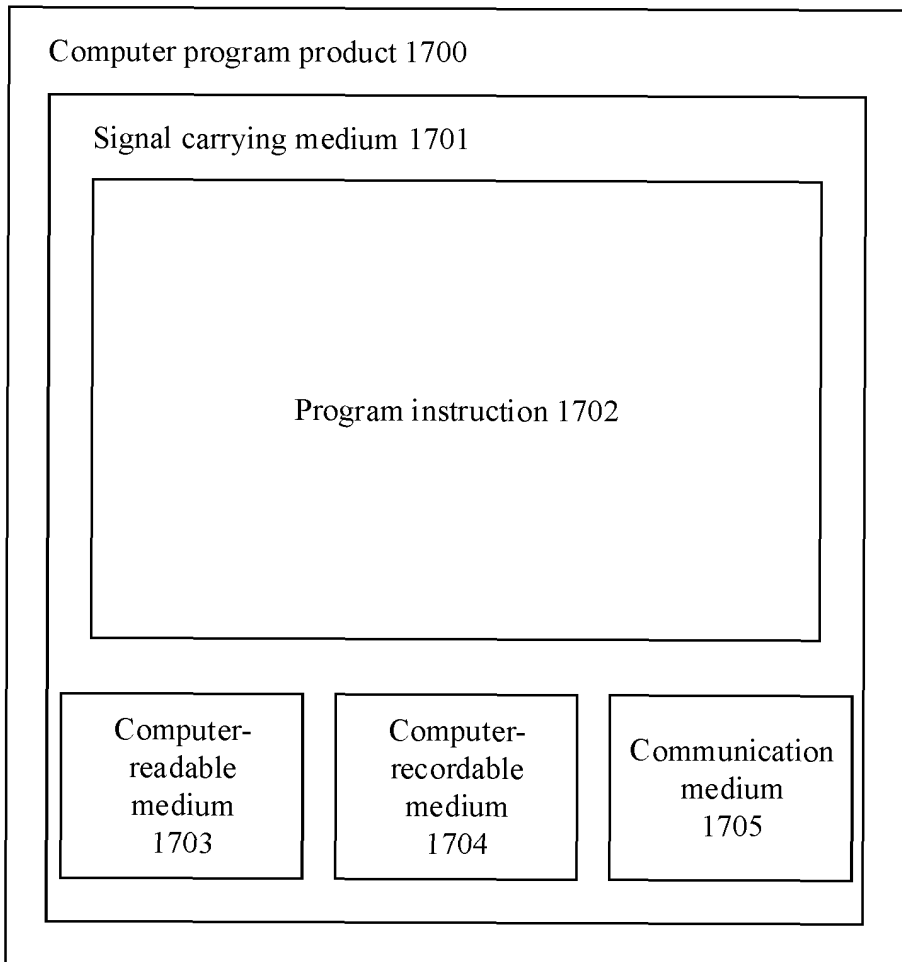 Computer program product 1700
Signal carrying medium 1701
Program instruction 1702
Computer-
readable
medium
1703
Computer-
recordable
medium
1704
Communication
medium
1705